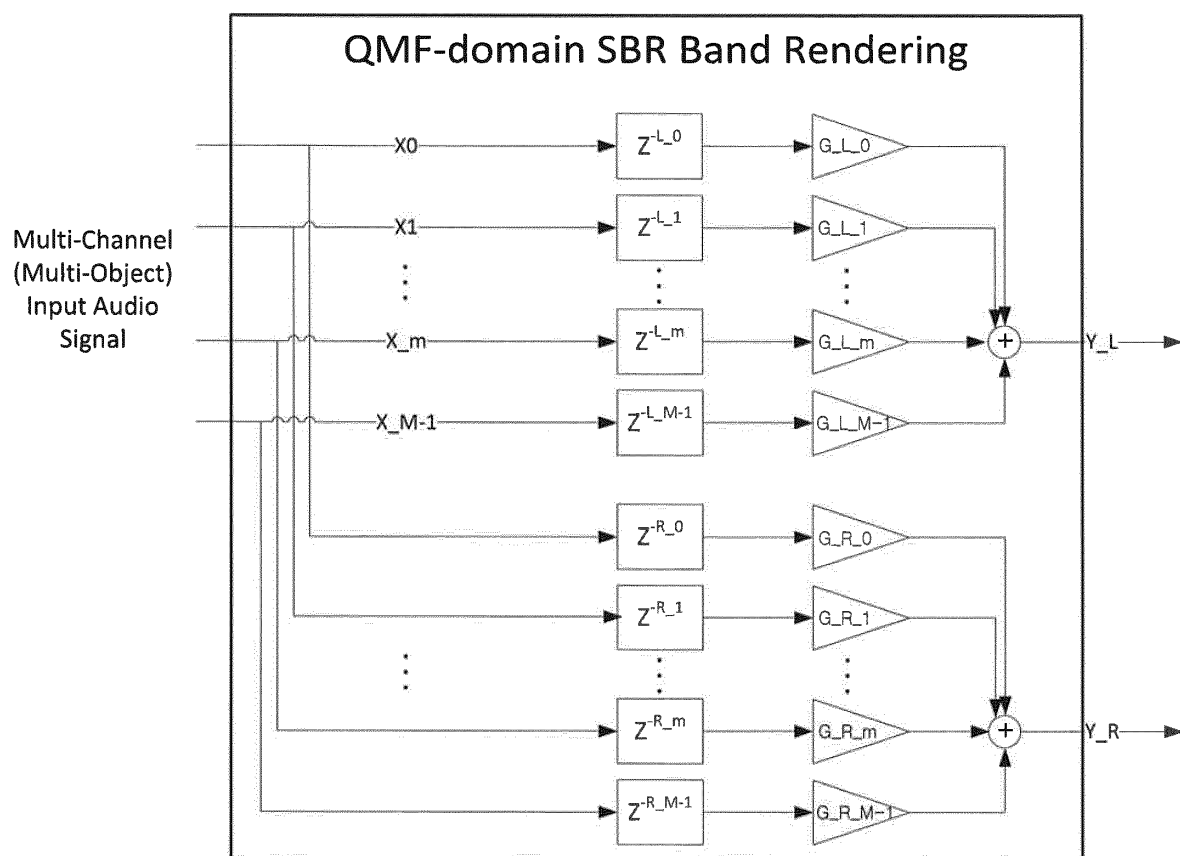 QMF-domain SBR Band Rendering
Multi-Channel
(Multi-Object)
Input Audio
Signal
X0
Z-L_0
G_L_0
X1
Z-L_1
G_L_1
X_m
Z-L_m
G_L_m
Y_L
X_M-1
Z-L_M-1
G_L_M-1
Z-R_0
G_R_0
Z-R_1
G_R_1
Z-R_m
G_R_m
Y_R
Z-R_M-1
G_R_M-1